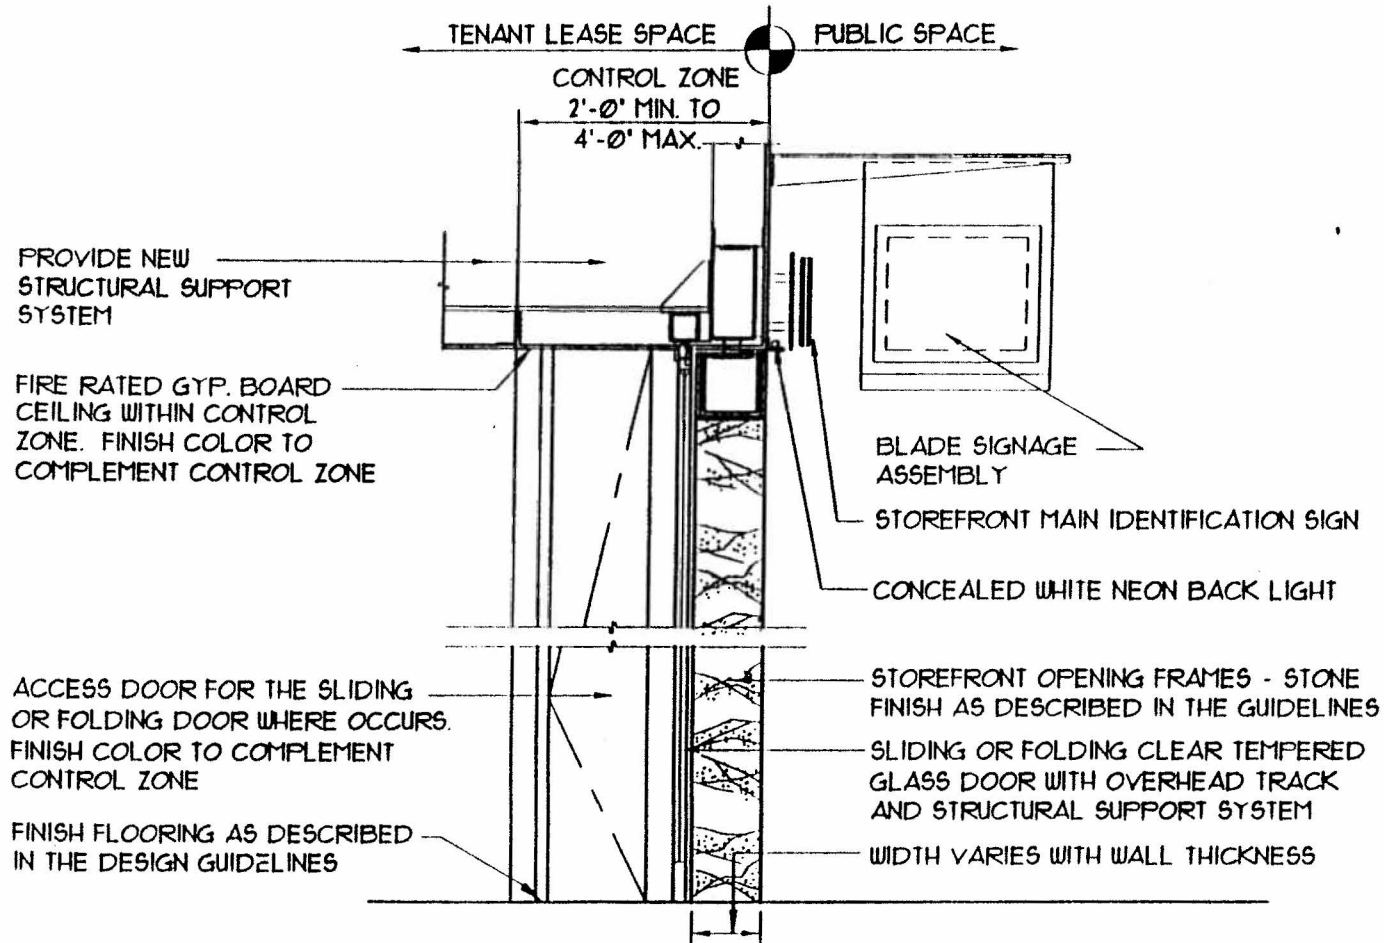 TENANT LEASE SPACE
PUBLIC SPACE
CONTROL ZONE
2'-0" MIN. TO
4'-0" MAX.
PROVIDE NEW
STRUCTURAL SUPPORT
SYSTEM
FIRE RATED GYP. BOARD
CEILING WITHIN CONTROL
ZONE. FINISH COLOR TO
COMPLEMENT CONTROL ZONE
BLADE SIGNAGE
ASSEMBLY
STOREFRONT MAIN IDENTIFICATION SIGN
CONCEALED WHITE NEON BACK LIGHT
ACCESS DOOR FOR THE SLIDING
OR FOLDING DOOR WHERE OCCURS.
FINISH COLOR TO COMPLEMENT
CONTROL ZONE
STOREFRONT OPENING FRAMES - STONE
FINISH AS DESCRIBED IN THE GUIDELINES
SLIDING OR FOLDING CLEAR TEMPERED
GLASS DOOR WITH OVERHEAD TRACK
AND STRUCTURAL SUPPORT SYSTEM
FINISH FLOORING AS DESCRIBED
IN THE DESIGN GUIDELINES
WIDTH VARIES WITH WALL THICKNESS